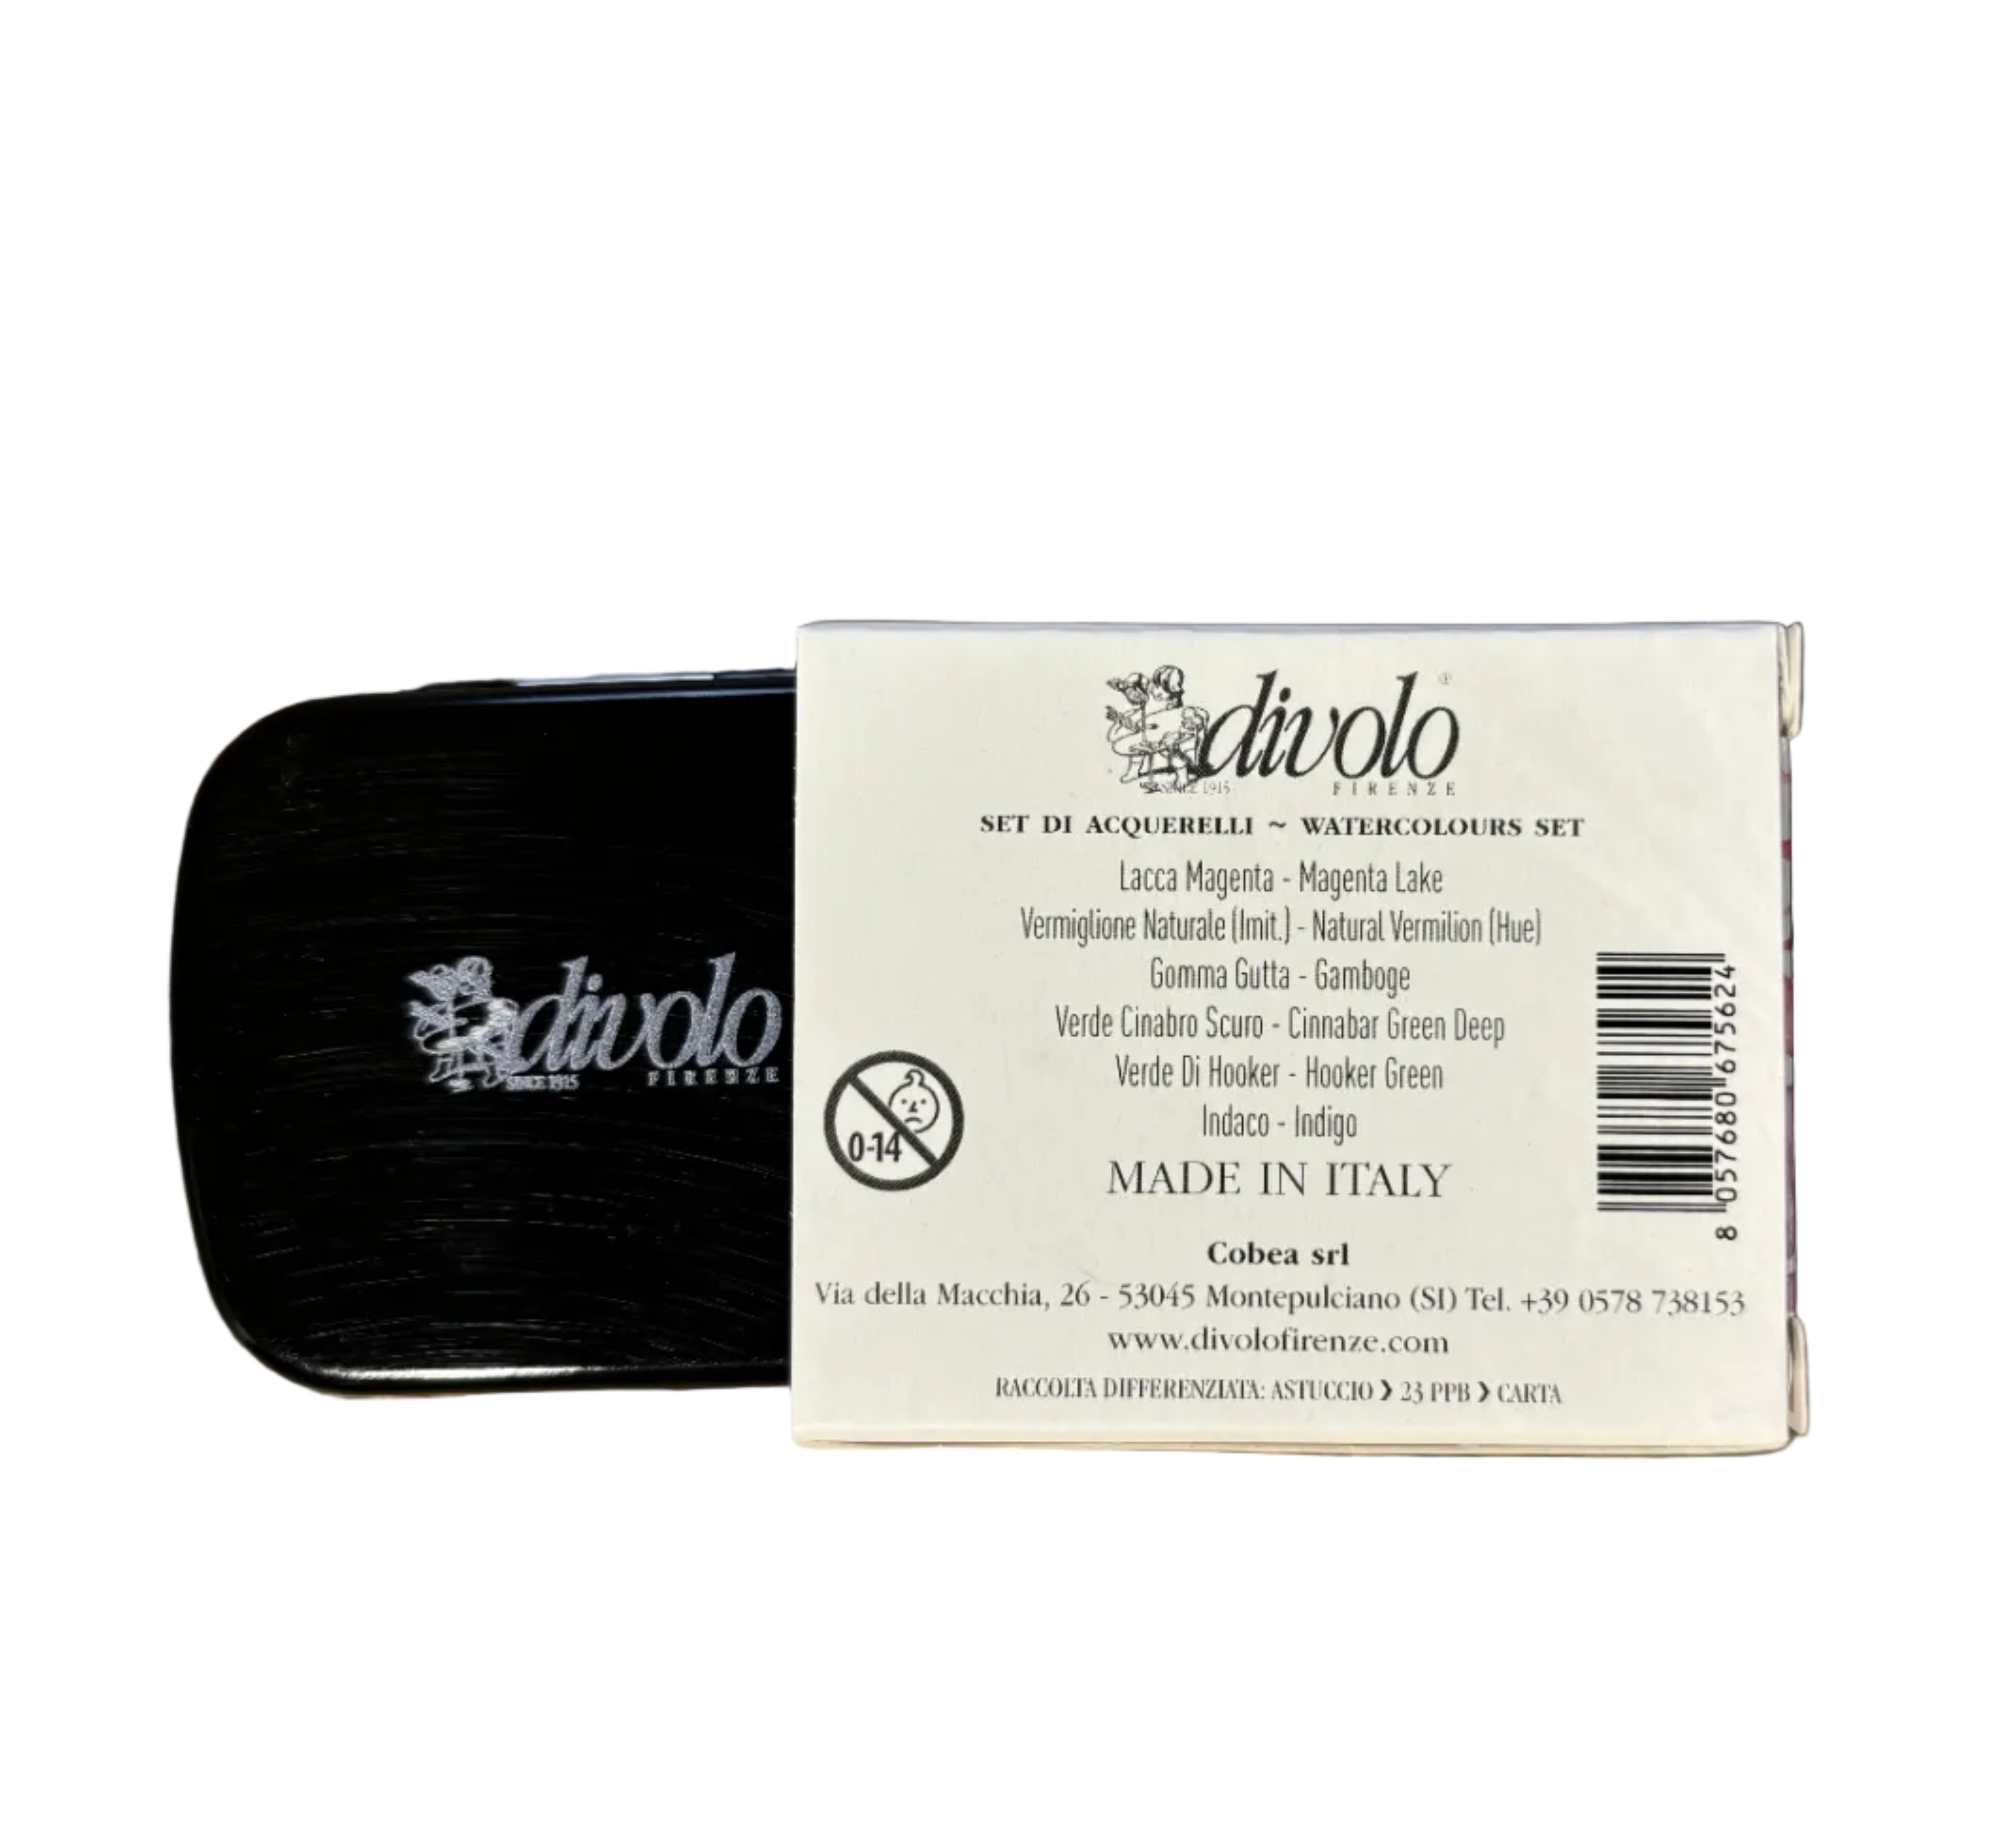 divolo
SINCE 1915 FIRENZE
divolo ®
SINCE 1915 FIRENZE
SET DI ACQUERELLI ~ WATERCOLOURS SET
Lacca Magenta - Magenta Lake
Vermiglione Naturale (Imit.) - Natural Vermilion (Hue)
Gomma Gutta - Gamboge
Verde Cinabro Scuro - Cinnabar Green Deep
Verde Di Hooker - Hooker Green
Indaco - Indigo
MADE IN ITALY
0-14
8 057680 675624
Cobea srl
Via della Macchia, 26 - 53045 Montepulciano (SI) Tel. +39 0578 738153
www.divolofirenze.com
RACCOLTA DIFFERENZIATA: ASTUCCIO ❯ 23 PPB ❯ CARTA